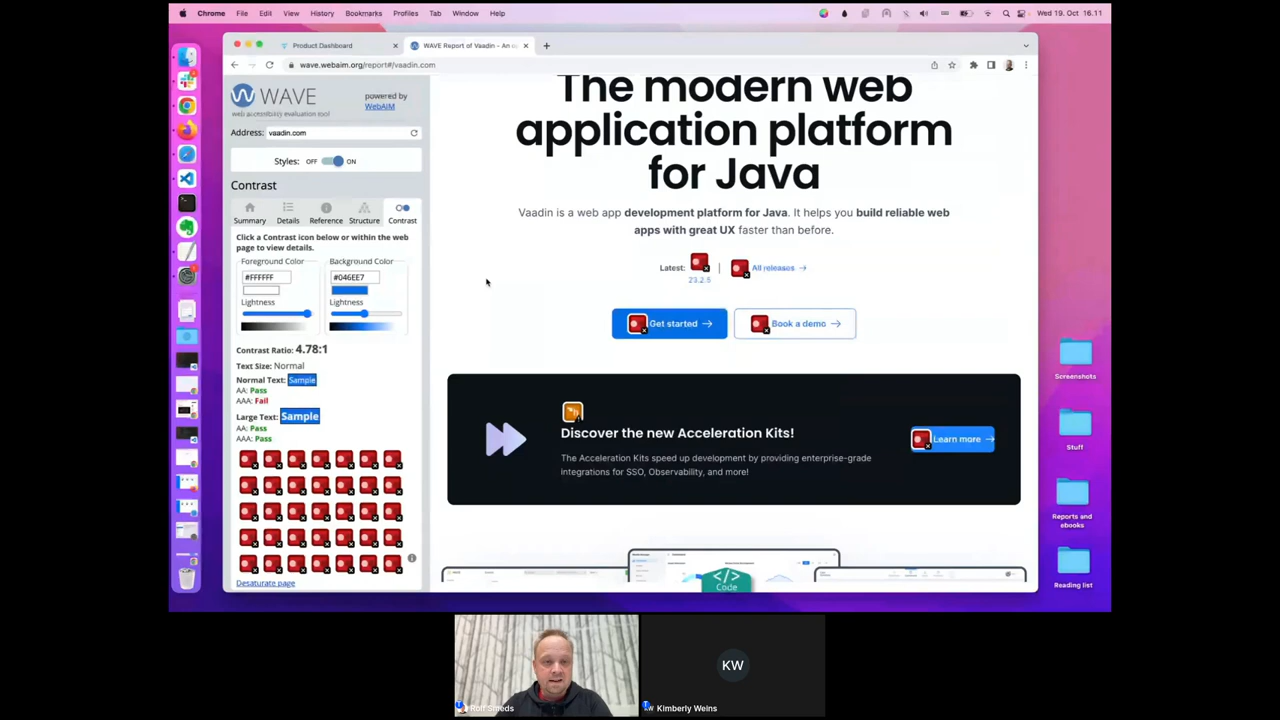 Chrome File Edit View History Bookmarks Profiles Tab Window Help
Wed 19. Oct 16.11
Product Dashboard
WAVE Report of Vaadin - An o
wave.webaim.org/report#/vaadin.com
WAVE
web accessibility evaluation tool
powered by
WebAIM
Address: vaadin.com
Styles: OFF ON
Contrast
Summary Details Reference Structure Contrast
Click a Contrast icon below or within the web
page to view details.
Foreground Color
Background Color
#FFFFFF
#046EE7
Lightness
Lightness
Contrast Ratio: 4.78:1
Text Size: Normal
Normal Text: Sample
AA: Pass
AAA: Fail
Large Text: Sample
AA: Pass
AAA: Pass
Desaturate page
The modern web
application platform
for Java
Vaadin is a web app development platform for Java. It helps you build reliable web
apps with great UX faster than before.
Latest:
23.2.5
| All releases →
Get started →
Book a demo →
Discover the new Acceleration Kits!
The Acceleration Kits speed up development by providing enterprise-grade
integrations for SSO, Observability, and more!
Learn more →
</>
Code
Screenshots
Stuff
Reports and
ebooks
Reading list
KW
Rolf Smeds
Kimberly Weins